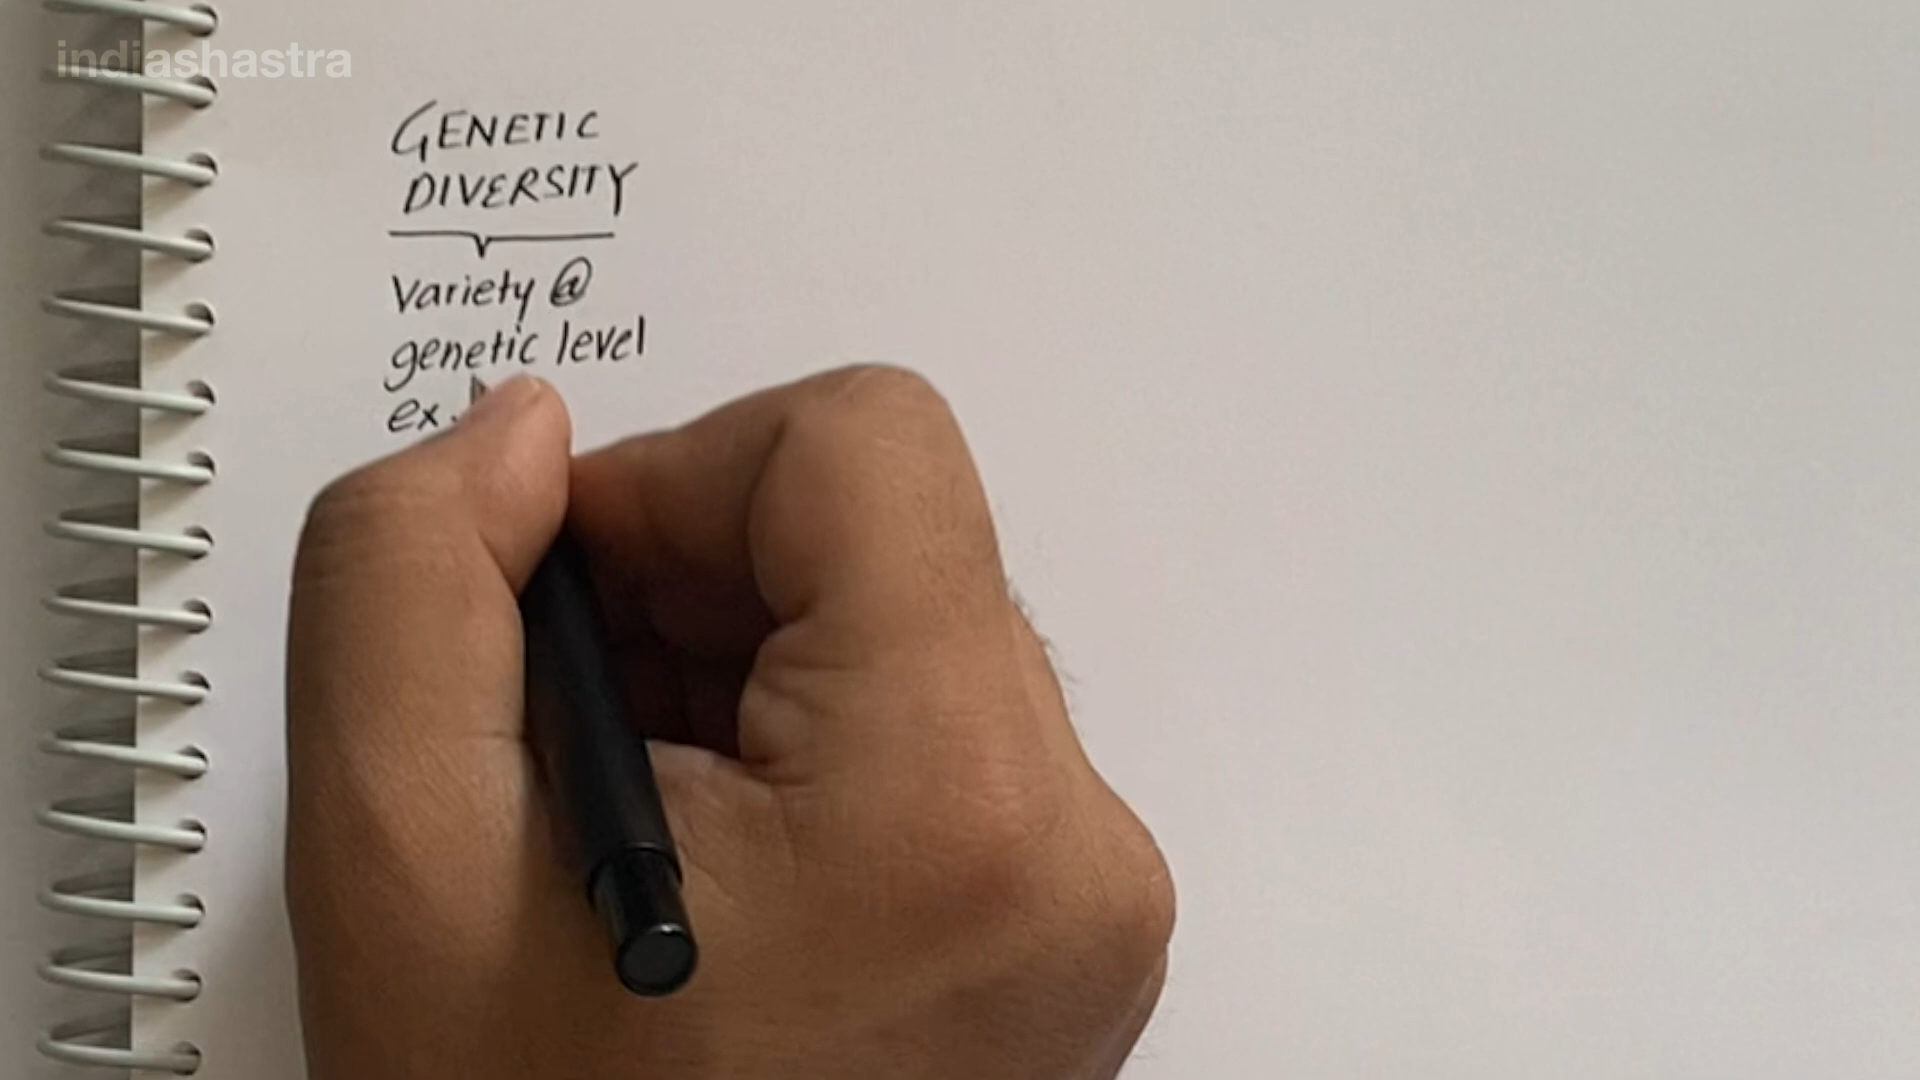 indiashastra
GENETIC
DIVERSITY
Variety @
genetic level
ex.